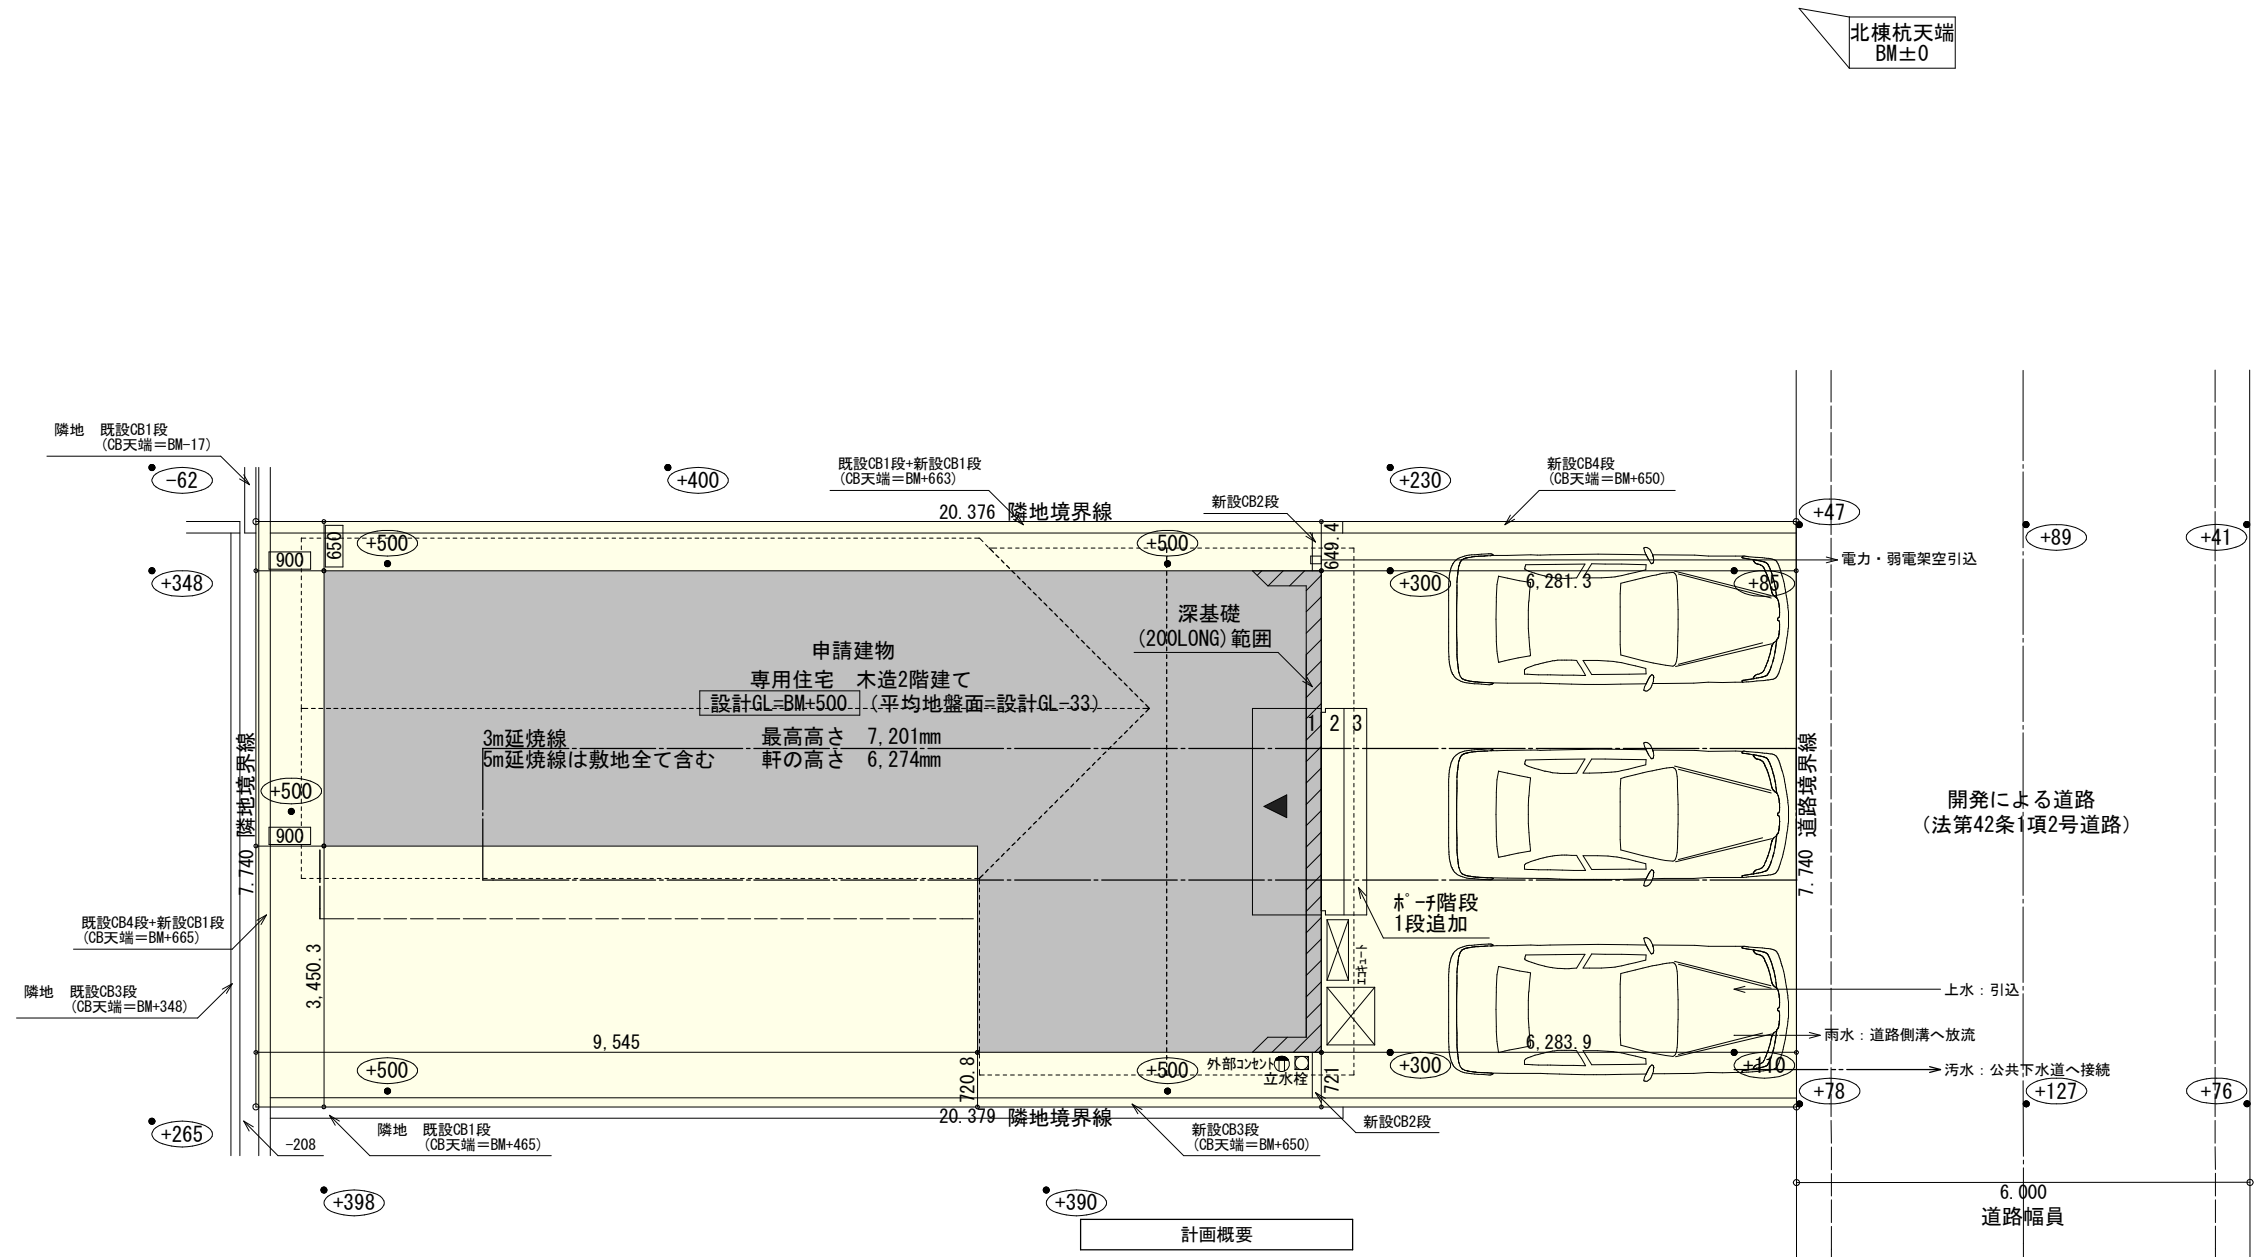 北棟杭天端
BM±0
隣地　既設CB1段
(CB天端＝BM-17)
-62
+400
既設CB1段+新設CB1段
(CB天端＝BM+663)
+230
新設CB4段
(CB天端＝BM+650)
新設CB2段
20.376 隣地境界線
+47
+89
+41
+500
650
+500
649.4
900
+348
電力・弱電架空引込
+300
6,281.3
+85
深基礎
(200LONG)範囲
申請建物
専用住宅　木造2階建て
設計GL=BM+500 (平均地盤面=設計GL-33)
3m延焼線
5m延焼線は敷地全て含む
最高高さ　7,201mm
軒の高さ　6,274mm
1 2 3
7.740 隣地境界線
+500
900
7.740 道路境界線
開発による道路
(法第42条1項2号道路)
ﾎﾟｰﾁ階段
1段追加
既設CB4段+新設CB1段
(CB天端＝BM+665)
3,450.3
ｴｺｷｭｰﾄ
隣地　既設CB3段
(CB天端＝BM+348)
上水：引込
9,545
6,283.9
雨水：道路側溝へ放流
+500
720.8
+500
外部ｺﾝｾﾝﾄ
立水栓
721
+300
+110
汚水：公共下水道へ接続
+78
+127
+76
20.379 隣地境界線
+265
-208
隣地　既設CB1段
(CB天端＝BM+465)
新設CB3段
(CB天端＝BM+650)
新設CB2段
+398
+390
6.000
道路幅員
計画概要